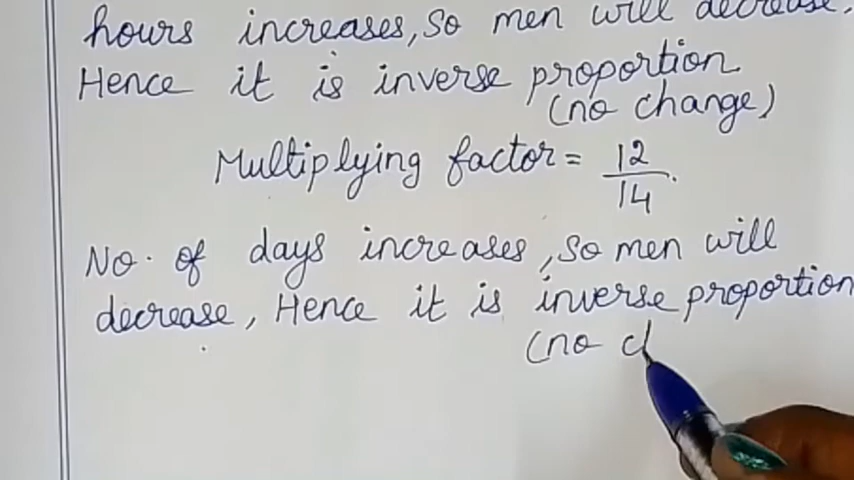 hours increases, so men will decrease.
Hence it is inverse proportion
(no change)
Multiplying factor = 12/14.
No. of days increases, so men will
decrease, Hence it is inverse proportion
(no c